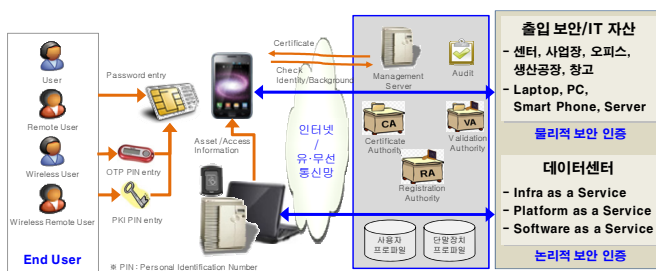 User
Remote User
Wireless User
Wireless Remote User
End User
Password entry
OTP PIN entry
PKI PIN entry
※ PIN : Personal Identification Number
Certificate
Check
Identity/Background
Asset /Access
Information
인터넷
/
유·무선
통신망
Management
Server
Audit
CA
Certificate
Authority
VA
Validation
Authority
RA
Registration
Authority
사용자
프로파일
단말장치
프로파일
출입 보안/IT 자산
– 센터, 사업장, 오피스,
생산공장, 창고
– Laptop, PC,
Smart Phone, Server
물리적 보안 인증
데이터센터
– Infra as a Service
– Platform as a Service
– Software as a Service
논리적 보안 인증